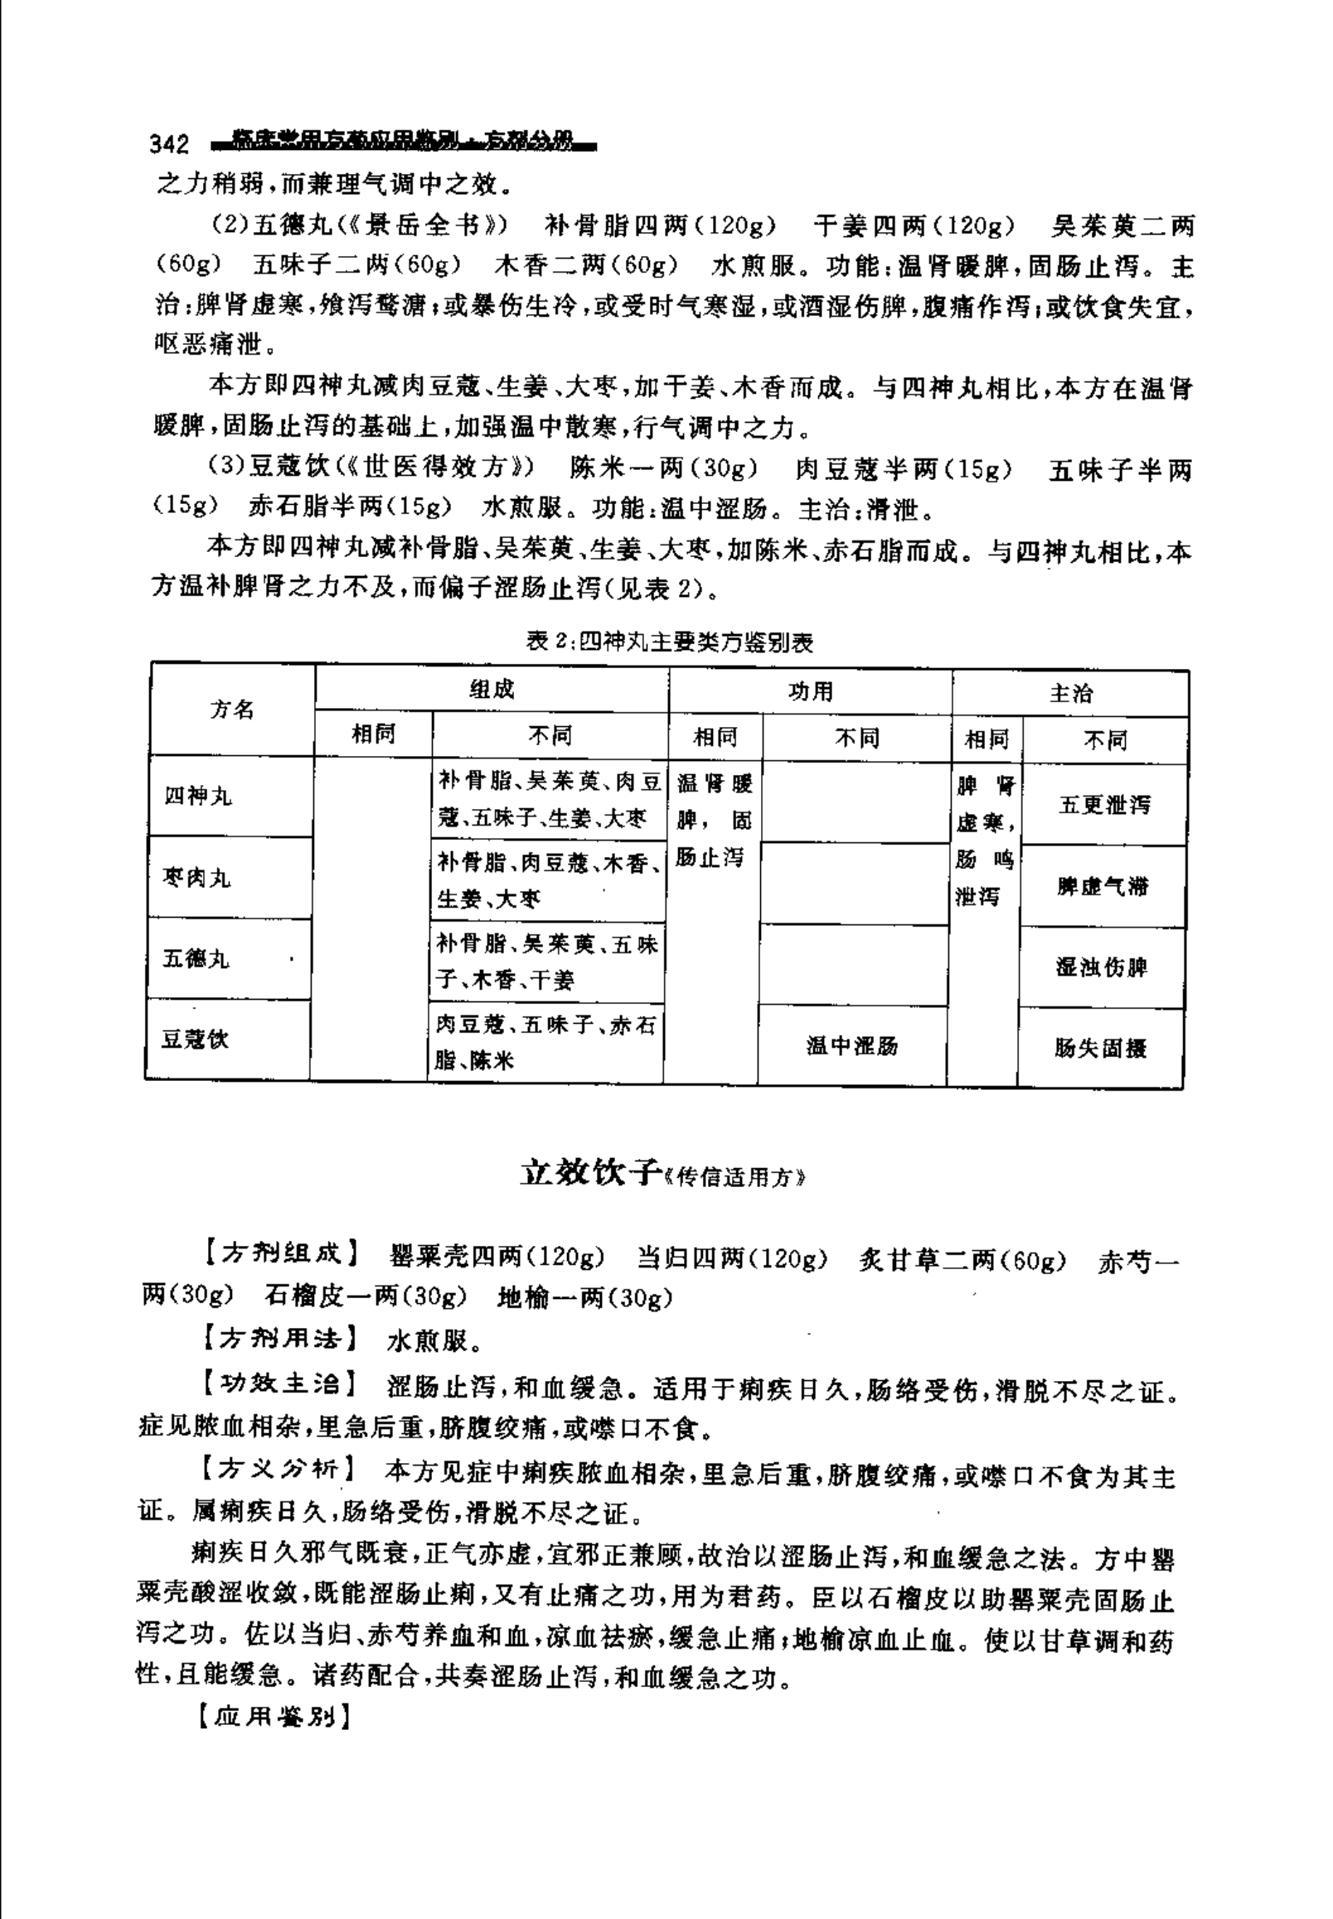 342 临床常用方药应用鉴别·方剂分册
之力稍弱,而兼理气调中之效。
(2)五德丸(《景岳全书》) 补骨脂四两(120g) 干姜四两(120g) 吴茱萸二两
(60g) 五味子二两(60g) 木香二两(60g) 水煎服。功能:温肾暖脾,固肠止泻。主
治:脾肾虚寒,飧泻鹜溏;或暴伤生冷,或受时气寒湿,或酒湿伤脾,腹痛作泻;或饮食失宜,
呕恶痛泄。
本方即四神丸减肉豆蔻、生姜、大枣,加干姜、木香而成。与四神丸相比,本方在温肾
暖脾,固肠止泻的基础上,加强温中散寒,行气调中之力。
(3)豆蔻饮(《世医得效方》) 陈米一两(30g) 肉豆蔻半两(15g) 五味子半两
(15g) 赤石脂半两(15g) 水煎服。功能:温中涩肠。主治:滑泄。
本方即四神丸减补骨脂、吴茱萸、生姜、大枣,加陈米、赤石脂而成。与四神丸相比,本
方温补脾肾之力不及,而偏子涩肠止泻(见表 2)。
表 2:四神丸主要类方鉴别表
方名 组成 功用 主治
相同 不同 相同 不同 相同 不同
四神丸 补骨脂、吴茱萸、肉豆
蔻、五味子、生姜、大枣 温肾暖
脾, 固
肠止泻 脾 肾
虚寒,
肠 鸣
泄泻 五更泄泻
枣肉丸 补骨脂、肉豆蔻、木香、
生姜、大枣 脾虚气滞
五德丸 补骨脂、吴茱萸、五味
子、木香、干姜 湿浊伤脾
豆蔻饮 肉豆蔻、五味子、赤石
脂、陈米 温中涩肠 肠失固摄
立效饮子《传信适用方》
【方剂组成】 罂粟壳四两(120g) 当归四两(120g) 炙甘草二两(60g) 赤芍一
两(30g) 石榴皮一两(30g) 地榆一两(30g)
【方剂用法】 水煎服。
【功效主治】 涩肠止泻,和血缓急。适用于痢疾日久,肠络受伤,滑脱不尽之证。
症见脓血相杂,里急后重,脐腹绞痛,或噤口不食。
【方义分析】 本方见症中痢疾脓血相杂,里急后重,脐腹绞痛,或噤口不食为其主
证。属痢疾日久,肠络受伤,滑脱不尽之证。
痢疾日久邪气既衰,正气亦虚,宜邪正兼顾,故治以涩肠止泻,和血缓急之法。方中罂
粟壳酸涩收敛,既能涩肠止痢,又有止痛之功,用为君药。臣以石榴皮以助罂粟壳固肠止
泻之功。佐以当归、赤芍养血和血,凉血祛瘀,缓急止痛;地榆凉血止血。使以甘草调和药
性,且能缓急。诸药配合,共奏涩肠止泻,和血缓急之功。
【应用鉴别】